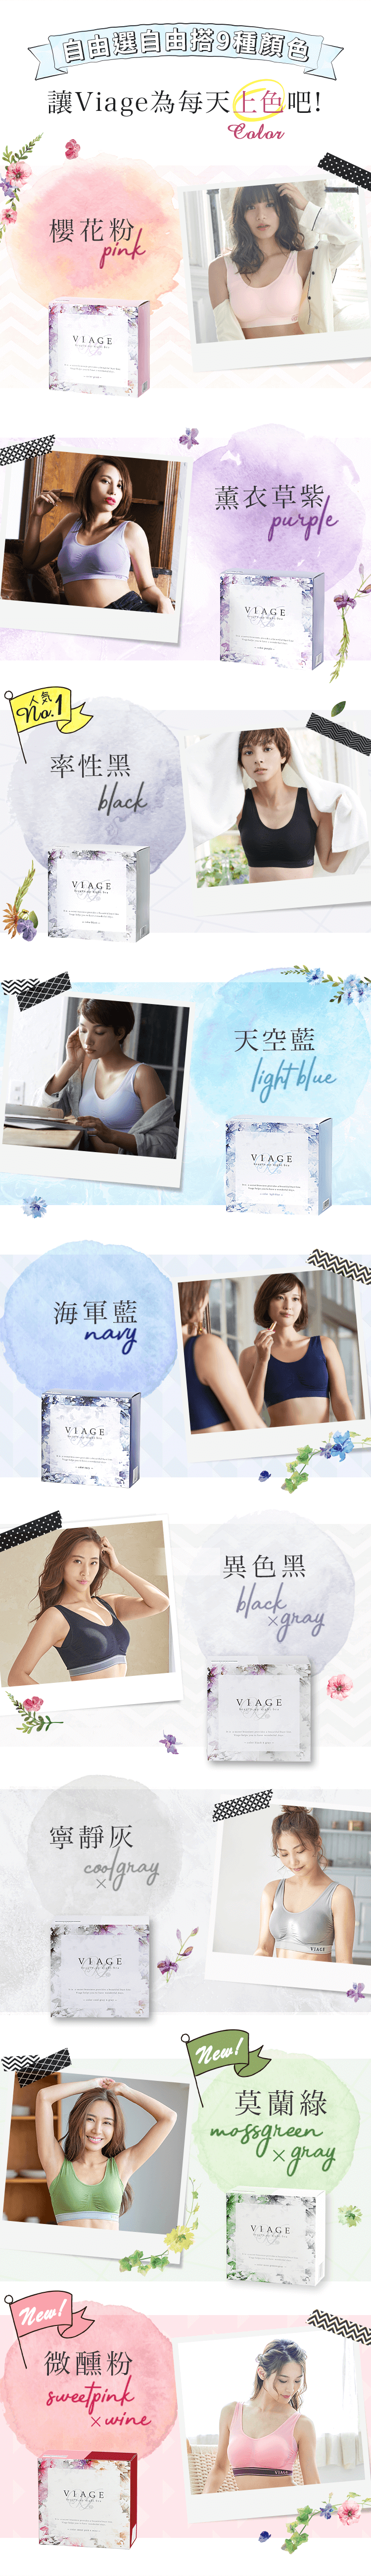 自由選自由搭9種顏色
讓Viage為每天上色吧!
Color
櫻花粉
pink
VIAGE
薰衣草紫
purple
VIAGE
人気
No.1
率性黑
black
VIAGE
天空藍
light blue
VIAGE
海軍藍
navy
VIAGE
異色黑
black
×gray
VIAGE
寧靜灰
coolgray
×
VIAGE
VIAGE
New!
莫蘭綠
mossgreen
×gray
VIAGE
New!
微醺粉
sweetpink
×wine
VIAGE
VIAGE